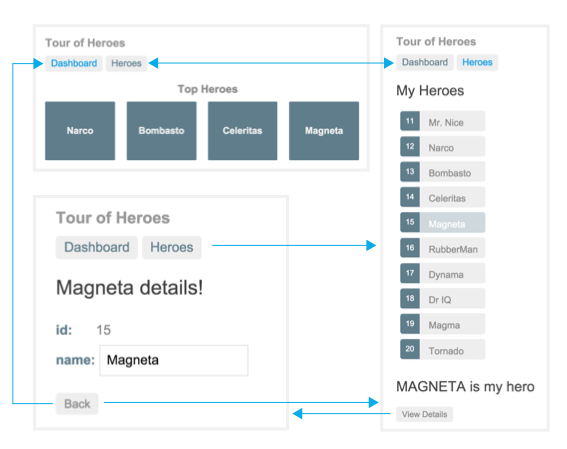 Tour of Heroes
Dashboard Heroes
Top Heroes
Narco Bombasto Celeritas Magneta
Tour of Heroes
Dashboard Heroes
Magneta details!
id: 15
name: Magneta
Back
Tour of Heroes
Dashboard Heroes
My Heroes
11 Mr. Nice
12 Narco
13 Bombasto
14 Celeritas
15 Magneta
16 RubberMan
17 Dynama
18 Dr IQ
19 Magma
20 Tornado
MAGNETA is my hero
View Details